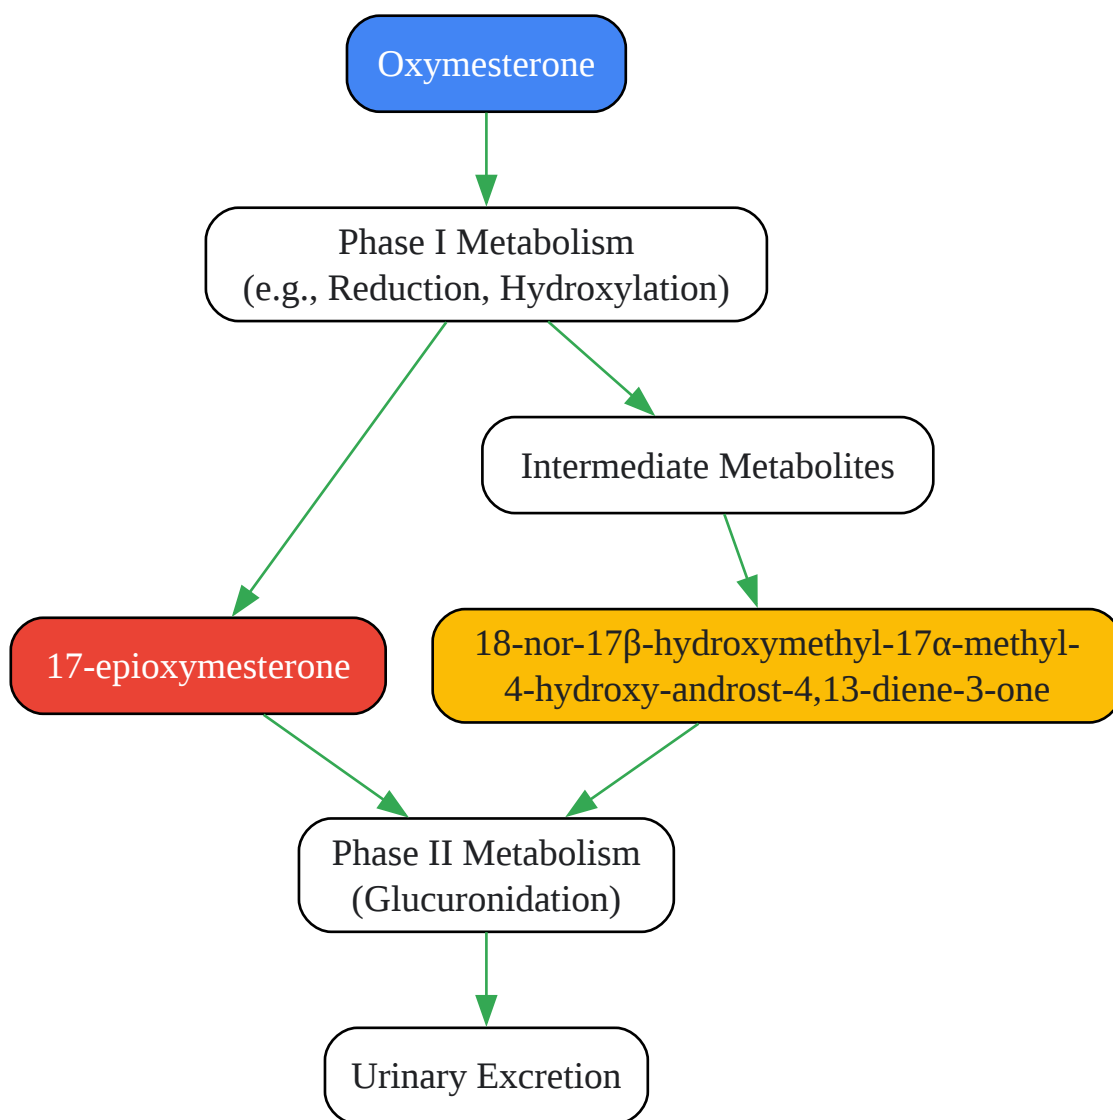 Oxymesterone
Phase I Metabolism
(e.g., Reduction, Hydroxylation)
Intermediate Metabolites
17-epioxymesterone
18-nor-17β-hydroxymethyl-17α-methyl-
4-hydroxy-androst-4,13-diene-3-one
Phase II Metabolism
(Glucuronidation)
Urinary Excretion